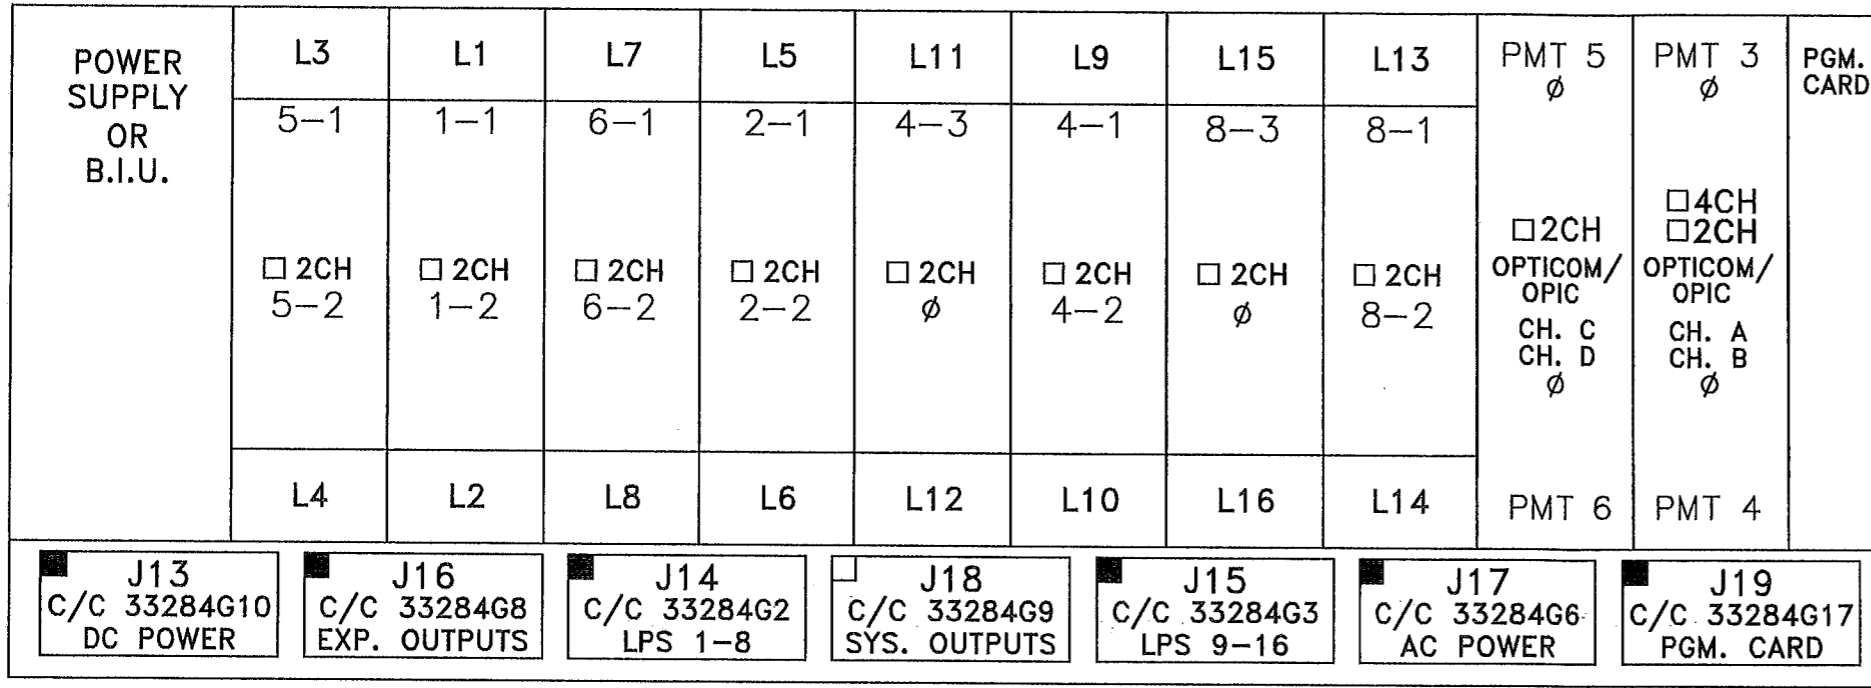 POWER
SUPPLY
OR
B.I.U.
L3
5-1
□ 2CH
5-2
L4
L1
1-1
□ 2CH
1-2
L2
L7
6-1
□ 2CH
6-2
L8
L5
2-1
□ 2CH
2-2
L6
L11
4-3
□ 2CH
ø
L12
L9
4-1
□ 2CH
4-2
L10
L15
8-3
□ 2CH
ø
L16
L13
8-1
□ 2CH
8-2
L14
PMT 5
ø
□2CH
OPTICOM/
OPIC
CH. C
CH. D
ø
PMT 6
PMT 3
ø
□4CH
□2CH
OPTICOM/
OPIC
CH. A
CH. B
ø
PMT 4
PGM.
CARD
J13
C/C 33284G10
DC POWER
J16
C/C 33284G8
EXP. OUTPUTS
J14
C/C 33284G2
LPS 1-8
J18
C/C 33284G9
SYS. OUTPUTS
J15
C/C 33284G3
LPS 9-16
J17
C/C 33284G6
AC POWER
J19
C/C 33284G17
PGM. CARD